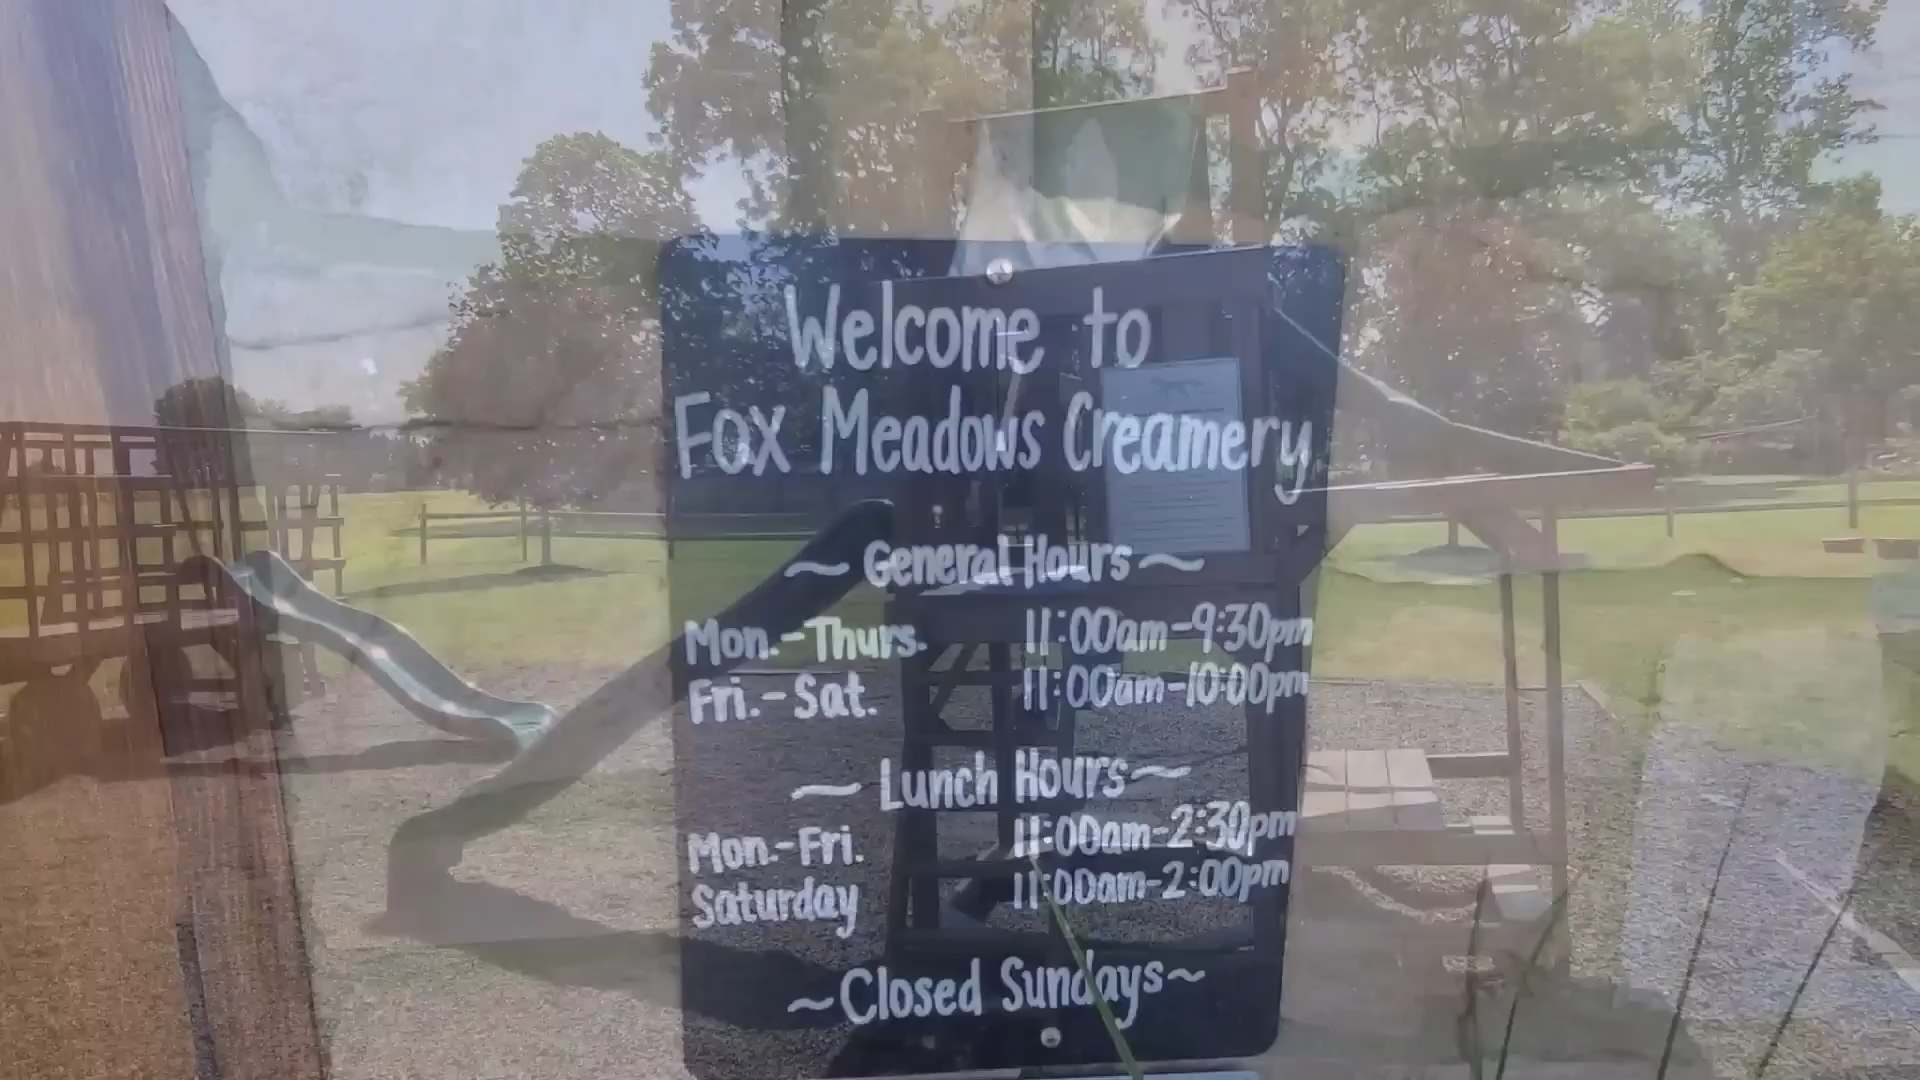 Welcome to
Fox Meadows Creamery
~ General Hours ~
Mon.-Thurs. 11:00am-9:30pm
Fri.-Sat. 11:00am-10:00pm
~ Lunch Hours ~
Mon.-Fri. 11:00am-2:30pm
Saturday 11:00am-2:00pm
~Closed Sundays~